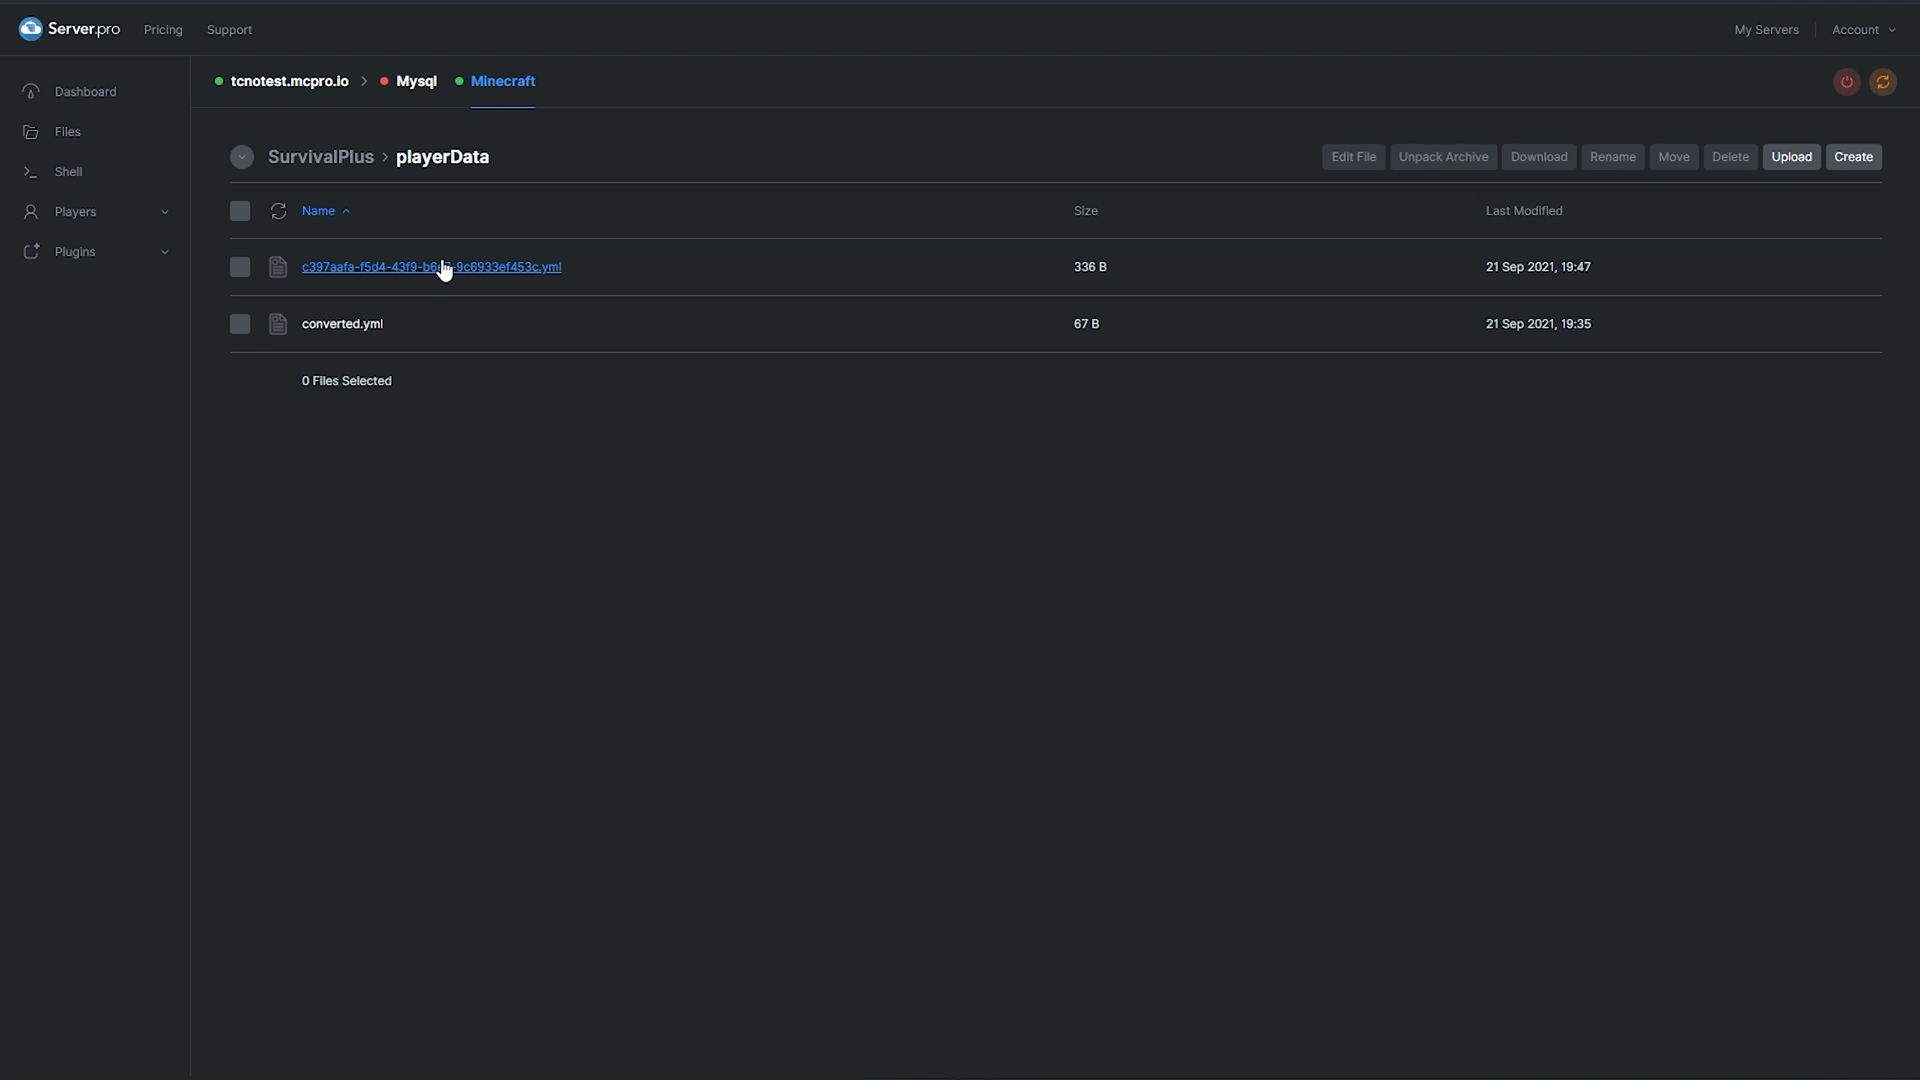 Server.pro Pricing Support My Servers Account
Dashboard
Files
Shell
Players
Plugins
tcnotest.mcpro.io > Mysql Minecraft
SurvivalPlus > playerData
Edit File Unpack Archive Download Rename Move Delete Upload Create
Name Size Last Modified
336 B 21 Sep 2021, 19:47
converted.yml 67 B 21 Sep 2021, 19:35
0 Files Selected